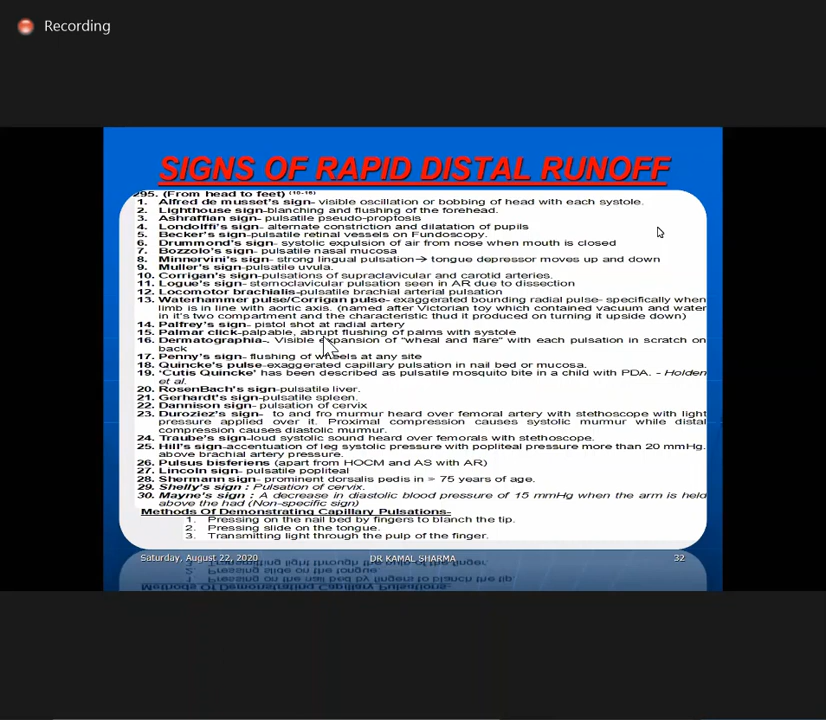 Recording
SIGNS OF RAPID DISTAL RUNOFF
295. (From head to feet) (10-16)
1. Alfred de musset's sign- visible oscillation or bobbing of head with each systole.
2. Lighthouse sign-blanching and flushing of the forehead.
3. Ashraffian sign- pulsatile pseudo-proptosis
4. Londolffi's sign- alternate constriction and dilatation of pupils
5. Becker's sign-pulsatile retinal vessels on Fundoscopy.
6. Drummond's sign- systolic expulsion of air from nose when mouth is closed
7. Bozzolo's sign- pulsatile nasal mucosa
8. Minnervini's sign- strong lingual pulsation→ tongue depressor moves up and down
9. Muller's sign-pulsatile uvula.
10. Corrigan's sign-pulsations of supraclavicular and carotid arteries.
11. Logue's sign- sternoclavicular pulsation seen in AR due to dissection
12. Locomotor brachialis-pulsatile brachial arterial pulsation
13. Waterhammer pulse/Corrigan pulse- exaggerated bounding radial pulse- specifically when
limb is in line with aortic axis. (named after Victorian toy which contained vacuum and water
in it's two compartment and the characteristic thud it produced on turning it upside down)
14. Palfrey's sign- pistol shot at radial artery
15. Palmar click-palpable, abrupt flushing of palms with systole
16. Dermatographia-. Visible expansion of "wheal and flare" with each pulsation in scratch on
back
17. Penny's sign- flushing of wheels at any site
18. Quincke's pulse-exaggerated capillary pulsation in nail bed or mucosa.
19. 'Cutis Quincke' has been described as pulsatile mosquito bite in a child with PDA. - Holden
et al.
20. RosenBach's sign-pulsatile liver.
21. Gerhardt's sign-pulsatile spleen.
22. Dannison sign- pulsation of cervix
23. Duroziez's sign- to and fro murmur heard over femoral artery with stethoscope with light
pressure applied over it. Proximal compression causes systolic murmur while distal
compression causes diastolic murmur.
24. Traube's sign-loud systolic sound heard over femorals with stethoscope.
25. Hill's sign-accentuation of leg systolic pressure with popliteal pressure more than 20 mmHg.
above brachial artery pressure.
26. Pulsus bisferiens (apart from HOCM and AS with AR)
27. Lincoln sign- pulsatile popliteal
28. Shermann sign- prominent dorsalis pedis in > 75 years of age.
29. Shelly's sign : Pulsation of cervix.
30. Mayne's sign : A decrease in diastolic blood pressure of 15 mmHg when the arm is held
above the had (Non-specific sign)
Methods Of Demonstrating Capillary Pulsations-
1. Pressing on the nail bed by fingers to blanch the tip.
2. Pressing slide on the tongue.
3. Transmitting light through the pulp of the finger.
Saturday, August 22, 2020 DR KAMAL SHARMA 32